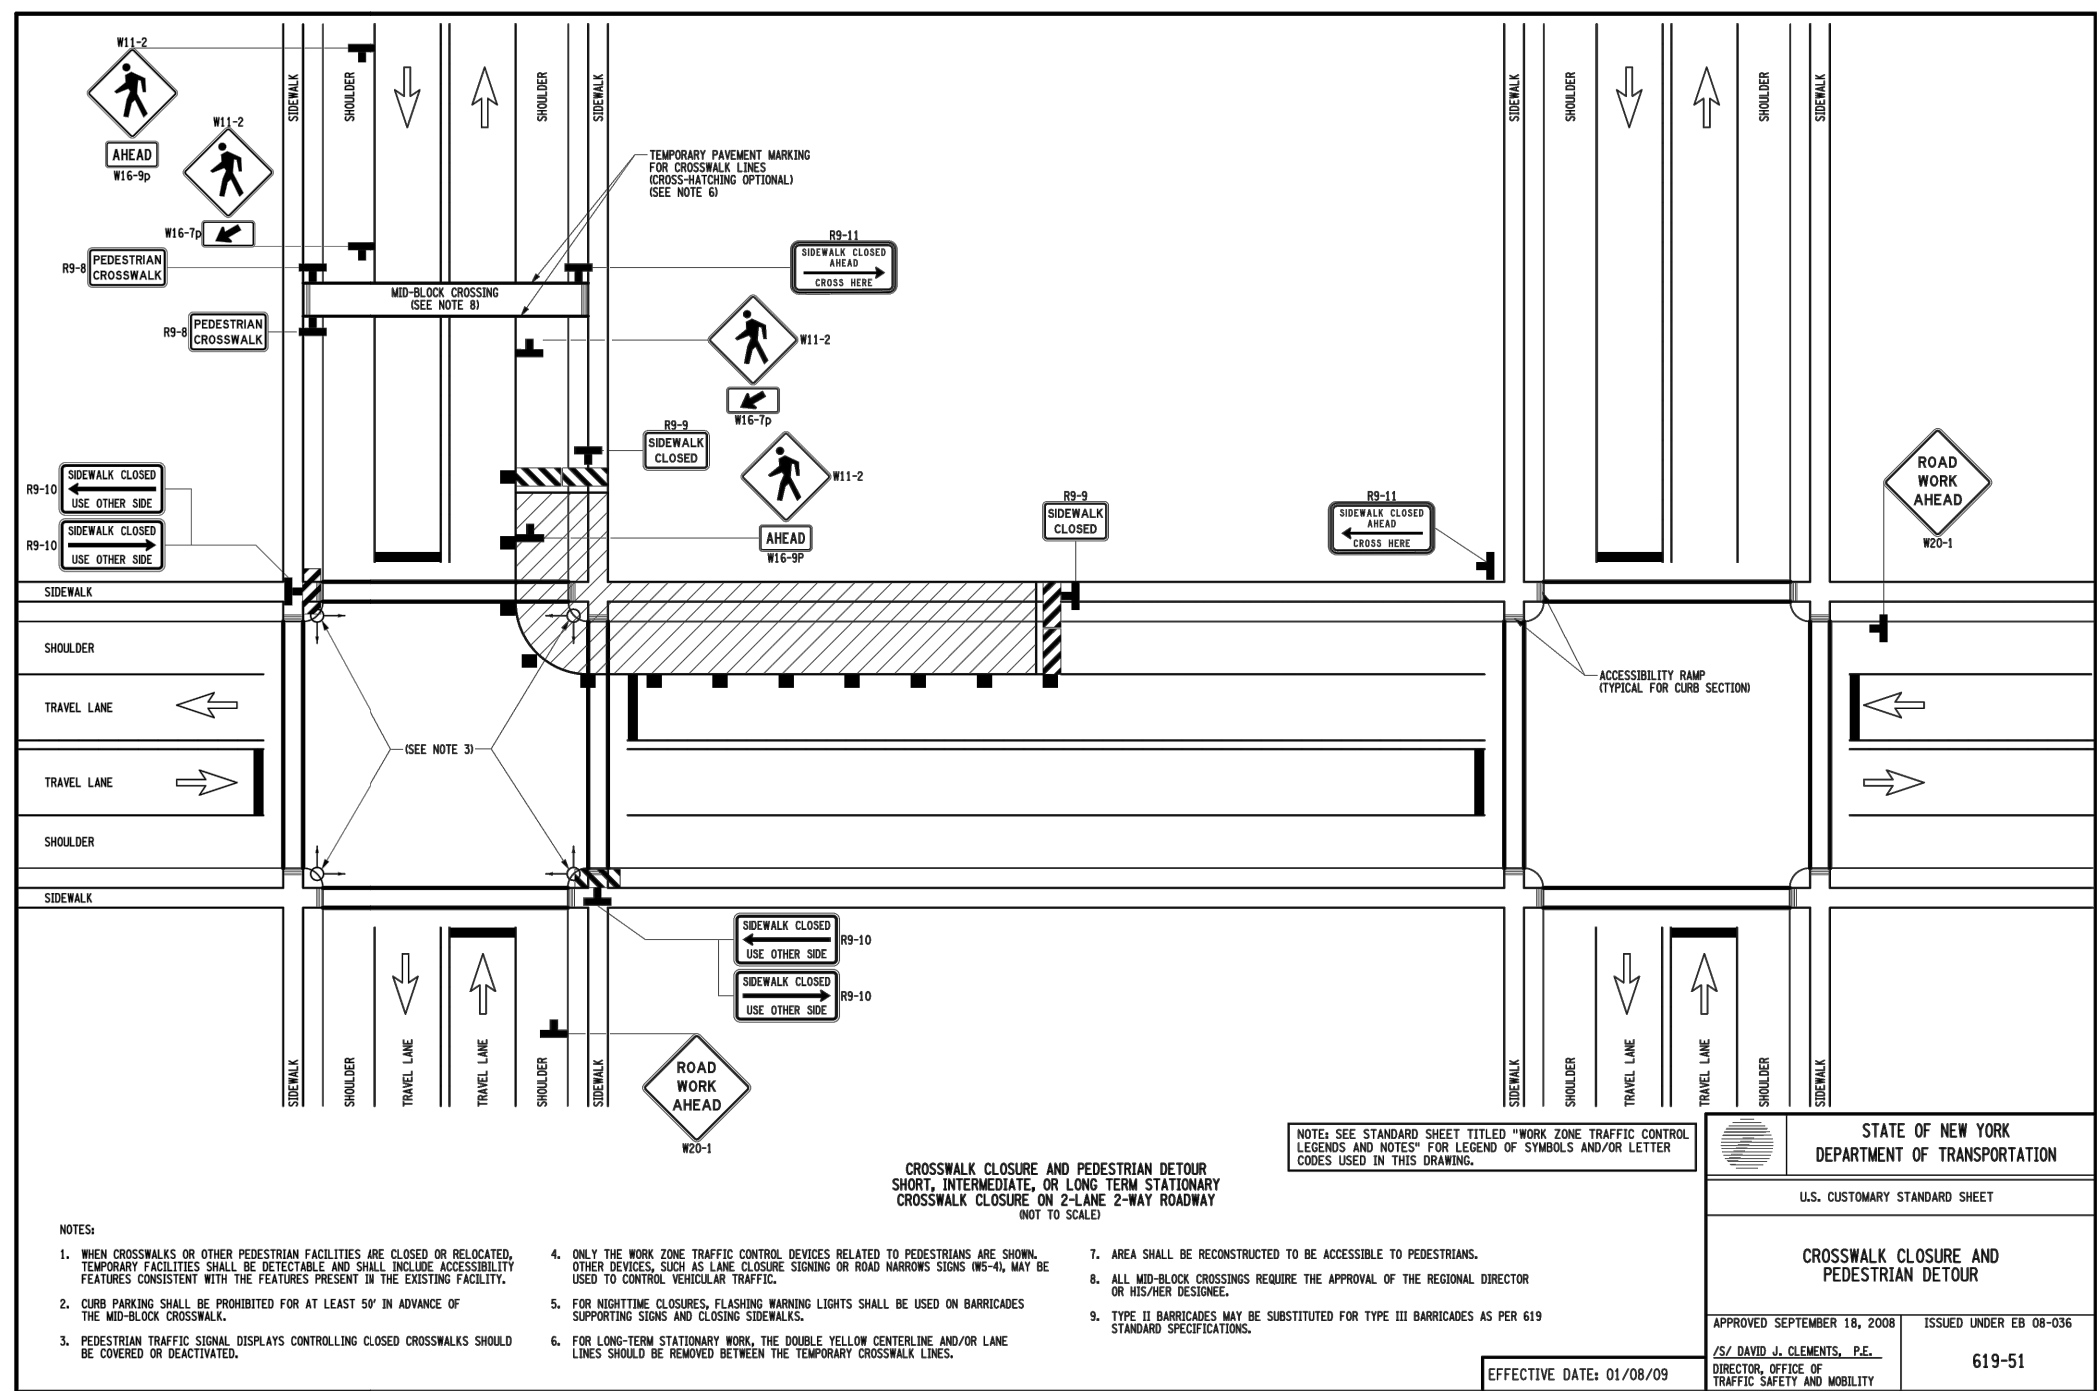 W11-2
AHEAD
W16-9p
W11-2
W16-7p
R9-8
PEDESTRIAN
CROSSWALK
R9-8
PEDESTRIAN
CROSSWALK
SIDEWALK
SHOULDER
SHOULDER
SIDEWALK
TEMPORARY PAVEMENT MARKING
FOR CROSSWALK LINES
(CROSS-HATCHING OPTIONAL)
(SEE NOTE 6)
MID-BLOCK CROSSING
(SEE NOTE 8)
R9-11
SIDEWALK CLOSED
AHEAD
CROSS HERE
W11-2
W16-7p
R9-9
SIDEWALK
CLOSED
W11-2
AHEAD
W16-9P
SIDEWALK
SHOULDER
SHOULDER
SIDEWALK
R9-10
SIDEWALK CLOSED
USE OTHER SIDE
R9-10
SIDEWALK CLOSED
USE OTHER SIDE
R9-9
SIDEWALK
CLOSED
R9-11
SIDEWALK CLOSED
AHEAD
CROSS HERE
ROAD
WORK
AHEAD
W20-1
SIDEWALK
SHOULDER
TRAVEL LANE
TRAVEL LANE
SHOULDER
SIDEWALK
(SEE NOTE 3)
ACCESSIBILITY RAMP
(TYPICAL FOR CURB SECTION)
SIDEWALK CLOSED
USE OTHER SIDE
R9-10
SIDEWALK CLOSED
USE OTHER SIDE
R9-10
SIDEWALK
SHOULDER
TRAVEL LANE
TRAVEL LANE
SHOULDER
SIDEWALK
ROAD
WORK
AHEAD
W20-1
SIDEWALK
SHOULDER
TRAVEL LANE
TRAVEL LANE
SHOULDER
SIDEWALK
CROSSWALK CLOSURE AND PEDESTRIAN DETOUR
SHORT, INTERMEDIATE, OR LONG TERM STATIONARY
CROSSWALK CLOSURE ON 2-LANE 2-WAY ROADWAY
(NOT TO SCALE)
NOTE: SEE STANDARD SHEET TITLED "WORK ZONE TRAFFIC CONTROL
LEGENDS AND NOTES" FOR LEGEND OF SYMBOLS AND/OR LETTER
CODES USED IN THIS DRAWING.
NOTES:
1. WHEN CROSSWALKS OR OTHER PEDESTRIAN FACILITIES ARE CLOSED OR RELOCATED,
TEMPORARY FACILITIES SHALL BE DETECTABLE AND SHALL INCLUDE ACCESSIBILITY
FEATURES CONSISTENT WITH THE FEATURES PRESENT IN THE EXISTING FACILITY.
2. CURB PARKING SHALL BE PROHIBITED FOR AT LEAST 50' IN ADVANCE OF
THE MID-BLOCK CROSSWALK.
3. PEDESTRIAN TRAFFIC SIGNAL DISPLAYS CONTROLLING CLOSED CROSSWALKS SHOULD
BE COVERED OR DEACTIVATED.
4. ONLY THE WORK ZONE TRAFFIC CONTROL DEVICES RELATED TO PEDESTRIANS ARE SHOWN.
OTHER DEVICES, SUCH AS LANE CLOSURE SIGNING OR ROAD NARROWS SIGNS (W5-4), MAY BE
USED TO CONTROL VEHICULAR TRAFFIC.
5. FOR NIGHTTIME CLOSURES, FLASHING WARNING LIGHTS SHALL BE USED ON BARRICADES
SUPPORTING SIGNS AND CLOSING SIDEWALKS.
6. FOR LONG-TERM STATIONARY WORK, THE DOUBLE YELLOW CENTERLINE AND/OR LANE
LINES SHOULD BE REMOVED BETWEEN THE TEMPORARY CROSSWALK LINES.
7. AREA SHALL BE RECONSTRUCTED TO BE ACCESSIBLE TO PEDESTRIANS.
8. ALL MID-BLOCK CROSSINGS REQUIRE THE APPROVAL OF THE REGIONAL DIRECTOR
OR HIS/HER DESIGNEE.
9. TYPE II BARRICADES MAY BE SUBSTITUTED FOR TYPE III BARRICADES AS PER 619
STANDARD SPECIFICATIONS.
EFFECTIVE DATE: 01/08/09
STATE OF NEW YORK
DEPARTMENT OF TRANSPORTATION
U.S. CUSTOMARY STANDARD SHEET
CROSSWALK CLOSURE AND
PEDESTRIAN DETOUR
APPROVED SEPTEMBER 18, 2008
ISSUED UNDER EB 08-036
/S/ DAVID J. CLEMENTS, P.E.
DIRECTOR, OFFICE OF
TRAFFIC SAFETY AND MOBILITY
619-51